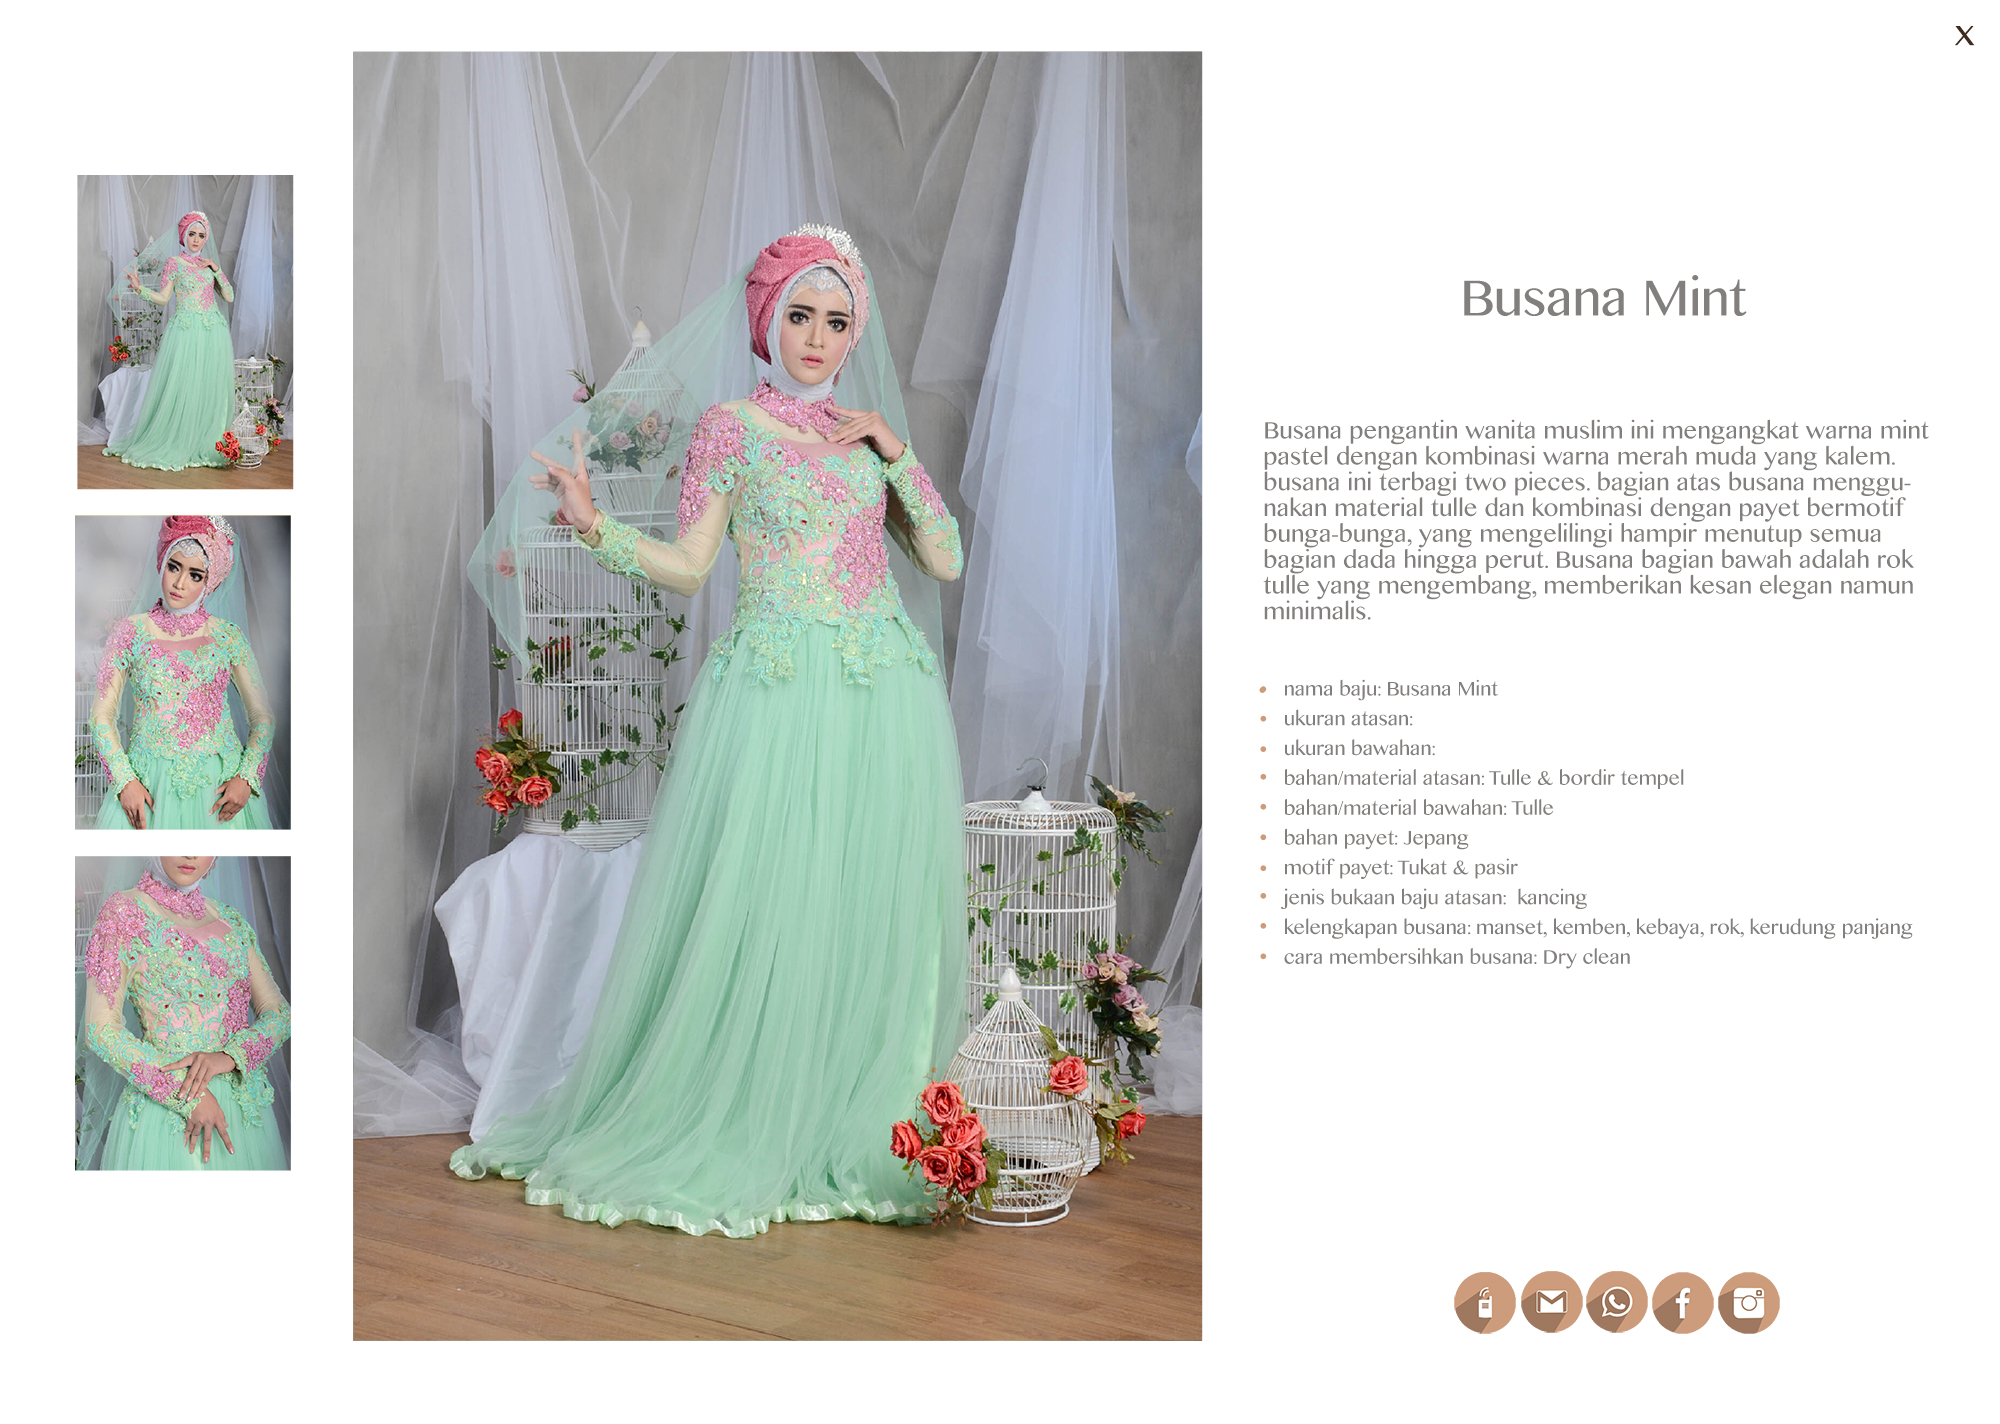 X
Busana Mint
Busana pengantin wanita muslim ini mengangkat warna mint
pastel dengan kombinasi warna merah muda yang kalem.
busana ini terbagi two pieces. bagian atas busana menggu-
nakan material tulle dan kombinasi dengan payet bermotif
bunga-bunga, yang mengelilingi hampir menutup semua
bagian dada hingga perut. Busana bagian bawah adalah rok
tulle yang mengembang, memberikan kesan elegan namun
minimalis.
• nama baju: Busana Mint
• ukuran atasan:
• ukuran bawahan:
• bahan/material atasan: Tulle & bordir tempel
• bahan/material bawahan: Tulle
• bahan payet: Jepang
• motif payet: Tukat & pasir
• jenis bukaan baju atasan:  kancing
• kelengkapan busana: manset, kemben, kebaya, rok, kerudung panjang
• cara membersihkan busana: Dry clean